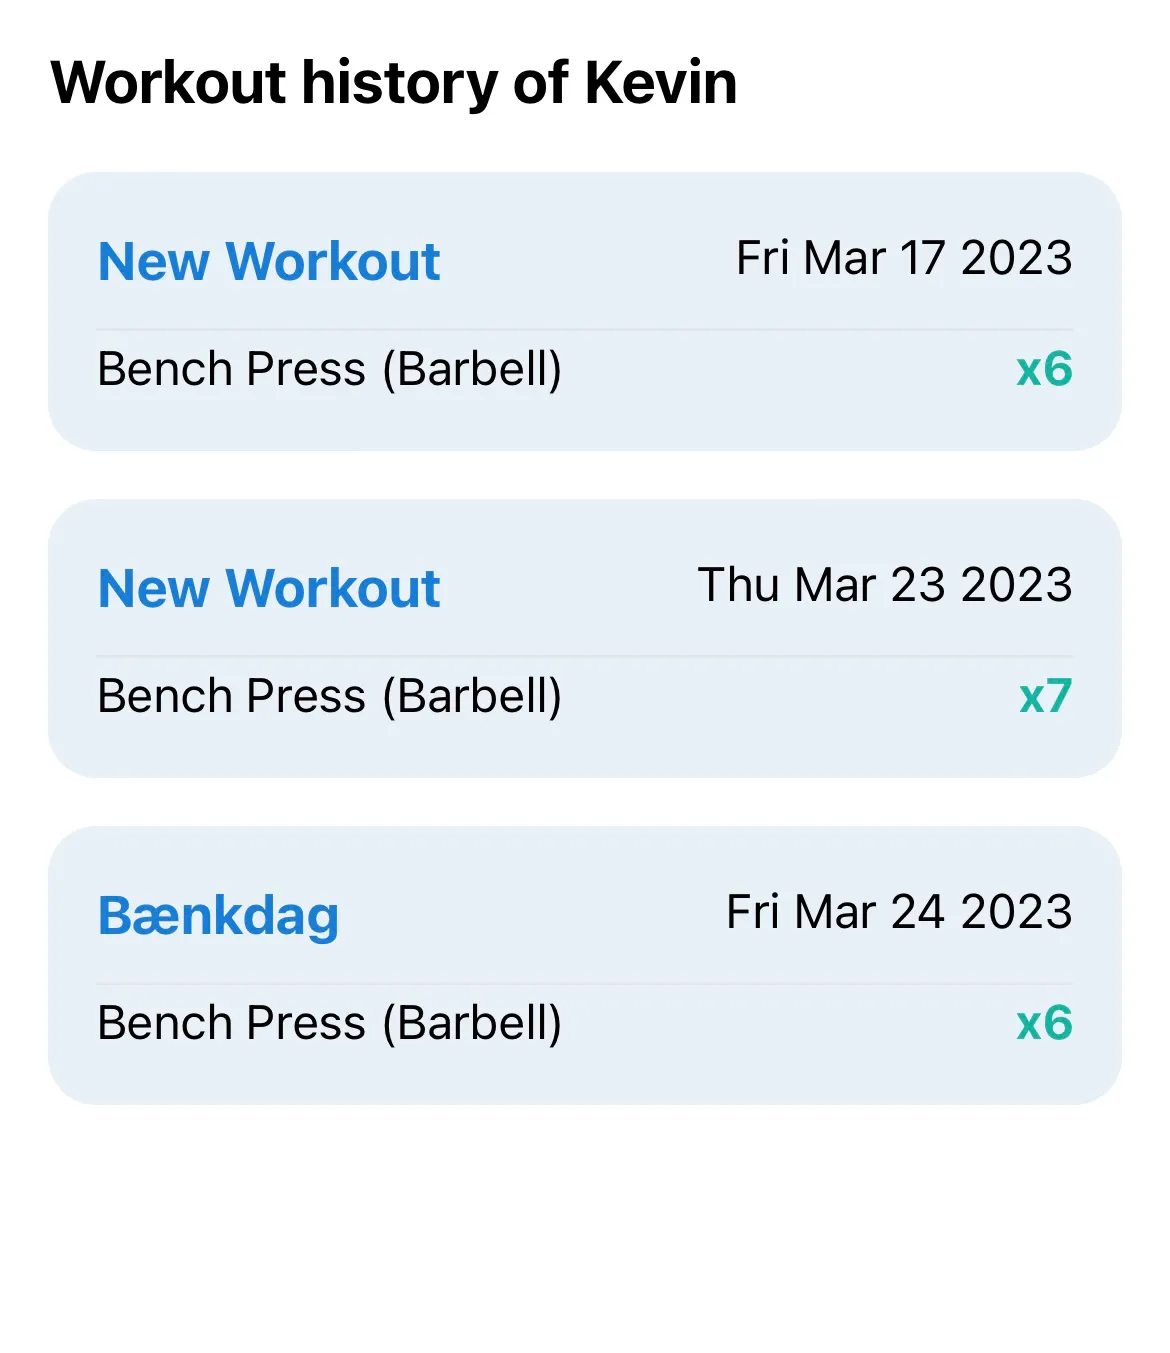 Workout history of Kevin
New Workout Fri Mar 17 2023
Bench Press (Barbell) x6
New Workout Thu Mar 23 2023
Bench Press (Barbell) x7
Bænkdag Fri Mar 24 2023
Bench Press (Barbell) x6